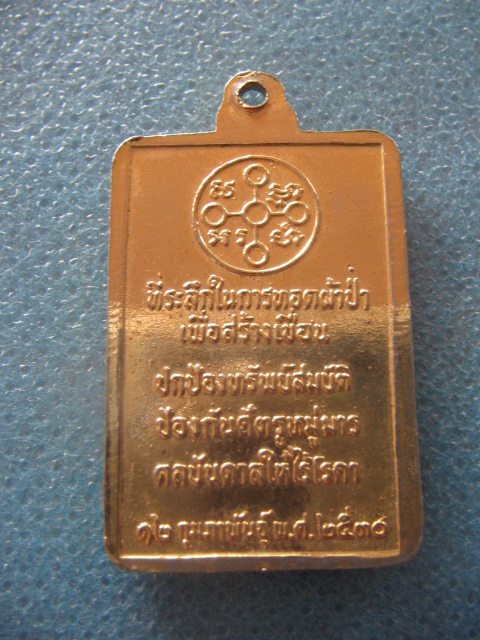 ที่ระลึกในการทอดผ้าป่า
เพื่อสร้างเขื่อน
ปกป้องทรัพย์สมบัติ
ป้องกันศัตรูหมู่มาร
ดลบันดาลให้ไร้โรคา
๑๒ กุมภาพันธุ์ พ.ศ. ๒๕๓๐